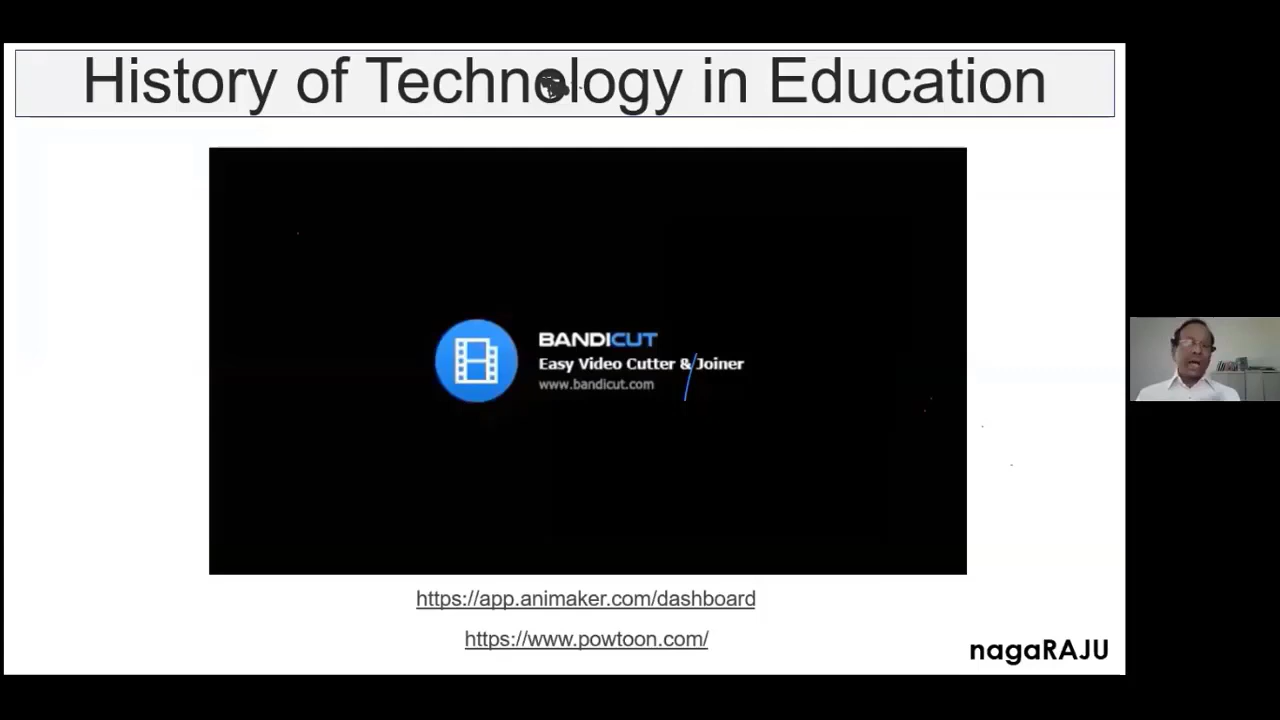 History of Technology in Education
BANDICUT
Easy Video Cutter & Joiner
www.bandicut.com
https://app.animaker.com/dashboard
https://www.powtoon.com/
nagaRAJU